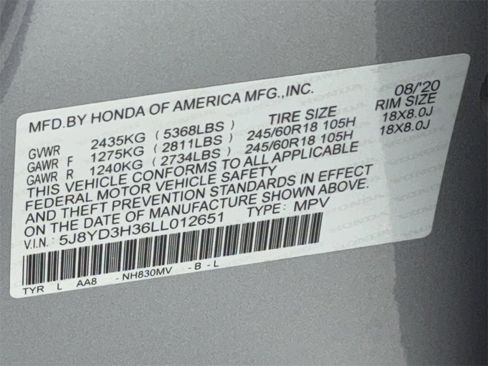 MFD.BY HONDA OF AMERICA MFG.,INC. 08/'20
TIRE SIZE RIM SIZE
GVWR 2435KG (5368LBS)
GAWR F 1275KG (2811LBS) 245/60R18 105H 18X8.0J
GAWR R 1240KG (2734LBS) 245/60R18 105H 18X8.0J
THIS VEHICLE CONFORMS TO ALL APPLICABLE
FEDERAL MOTOR VEHICLE SAFETY
AND THEFT PREVENTION STANDARDS IN EFFECT
ON THE DATE OF MANUFACTURE SHOWN ABOVE.
V.I.N.: 5J8YD3H36LL012651 TYPE: MPV
TYR L AA8 -NH830MV -B-L